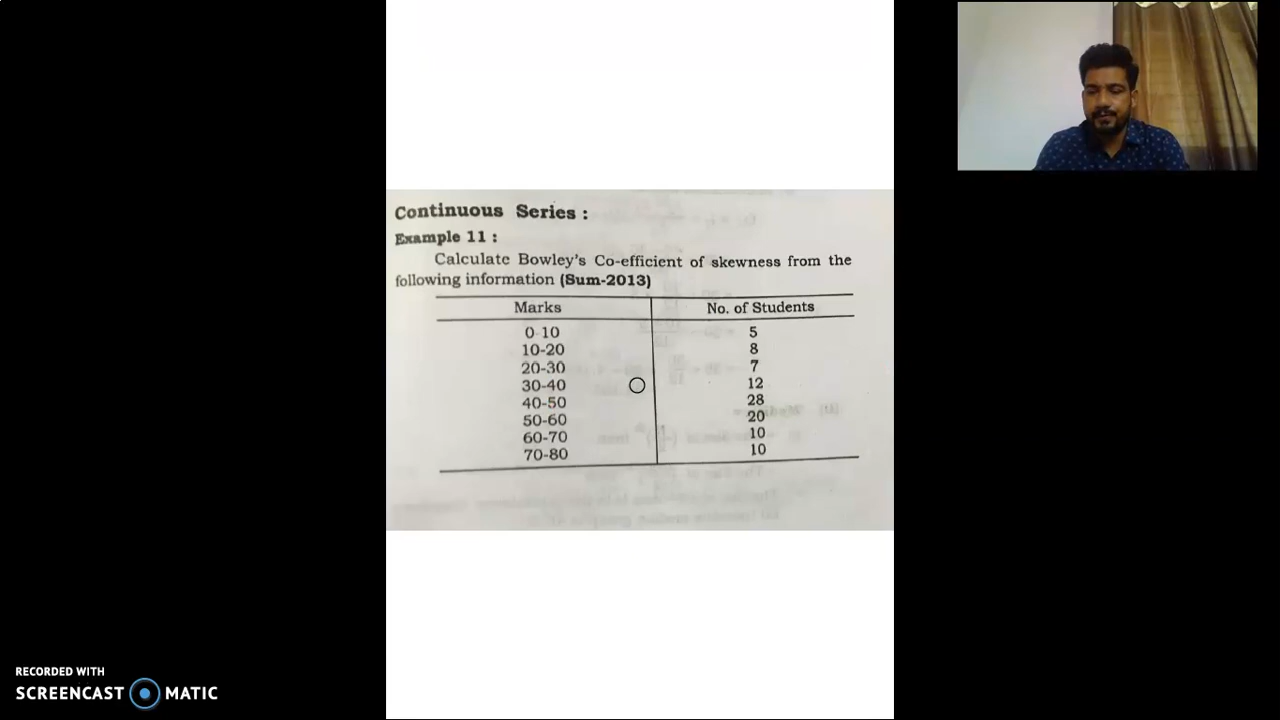 Continuous Series :
Example 11 :
Calculate Bowley's Co-efficient of skewness from the
following information (Sum-2013)
Marks No. of Students
0-10 5
10-20 8
20-30 7
30-40 12
40-50 28
50-60 20
60-70 10
70-80 10
RECORDED WITH
SCREENCAST MATIC